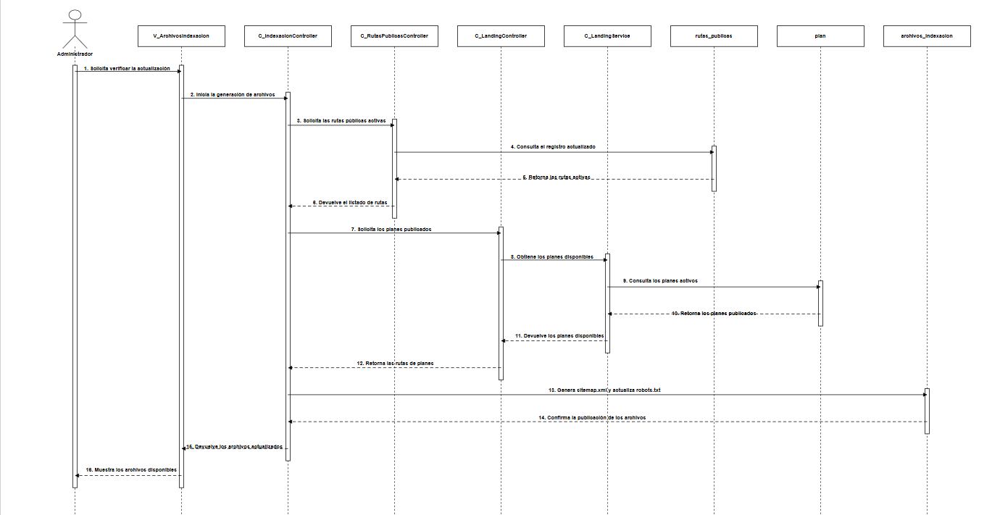 V_ArchivosIndexacion
C_IndexacionController
C_RutasPublicasController
C_LandingController
C_LandingService
rutas_publicas
plan
archivos_indexacion
Administrador
1. Solicita verificar la actualización
2. Inicia la generación de archivos
3. Solicita las rutas públicas activas
4. Consulta el registro actualizado
5. Retorna las rutas activas
6. Devuelve el listado de rutas
7. Solicita los planes publicados
8. Obtiene los planes disponibles
9. Consulta los planes activos
10. Retorna los planes publicados
11. Devuelve los planes disponibles
12. Retorna las rutas de planes
13. Genera sitemap.xml y actualiza robots.txt
14. Confirma la publicación de los archivos
15. Devuelve los archivos actualizados
16. Muestra los archivos disponibles